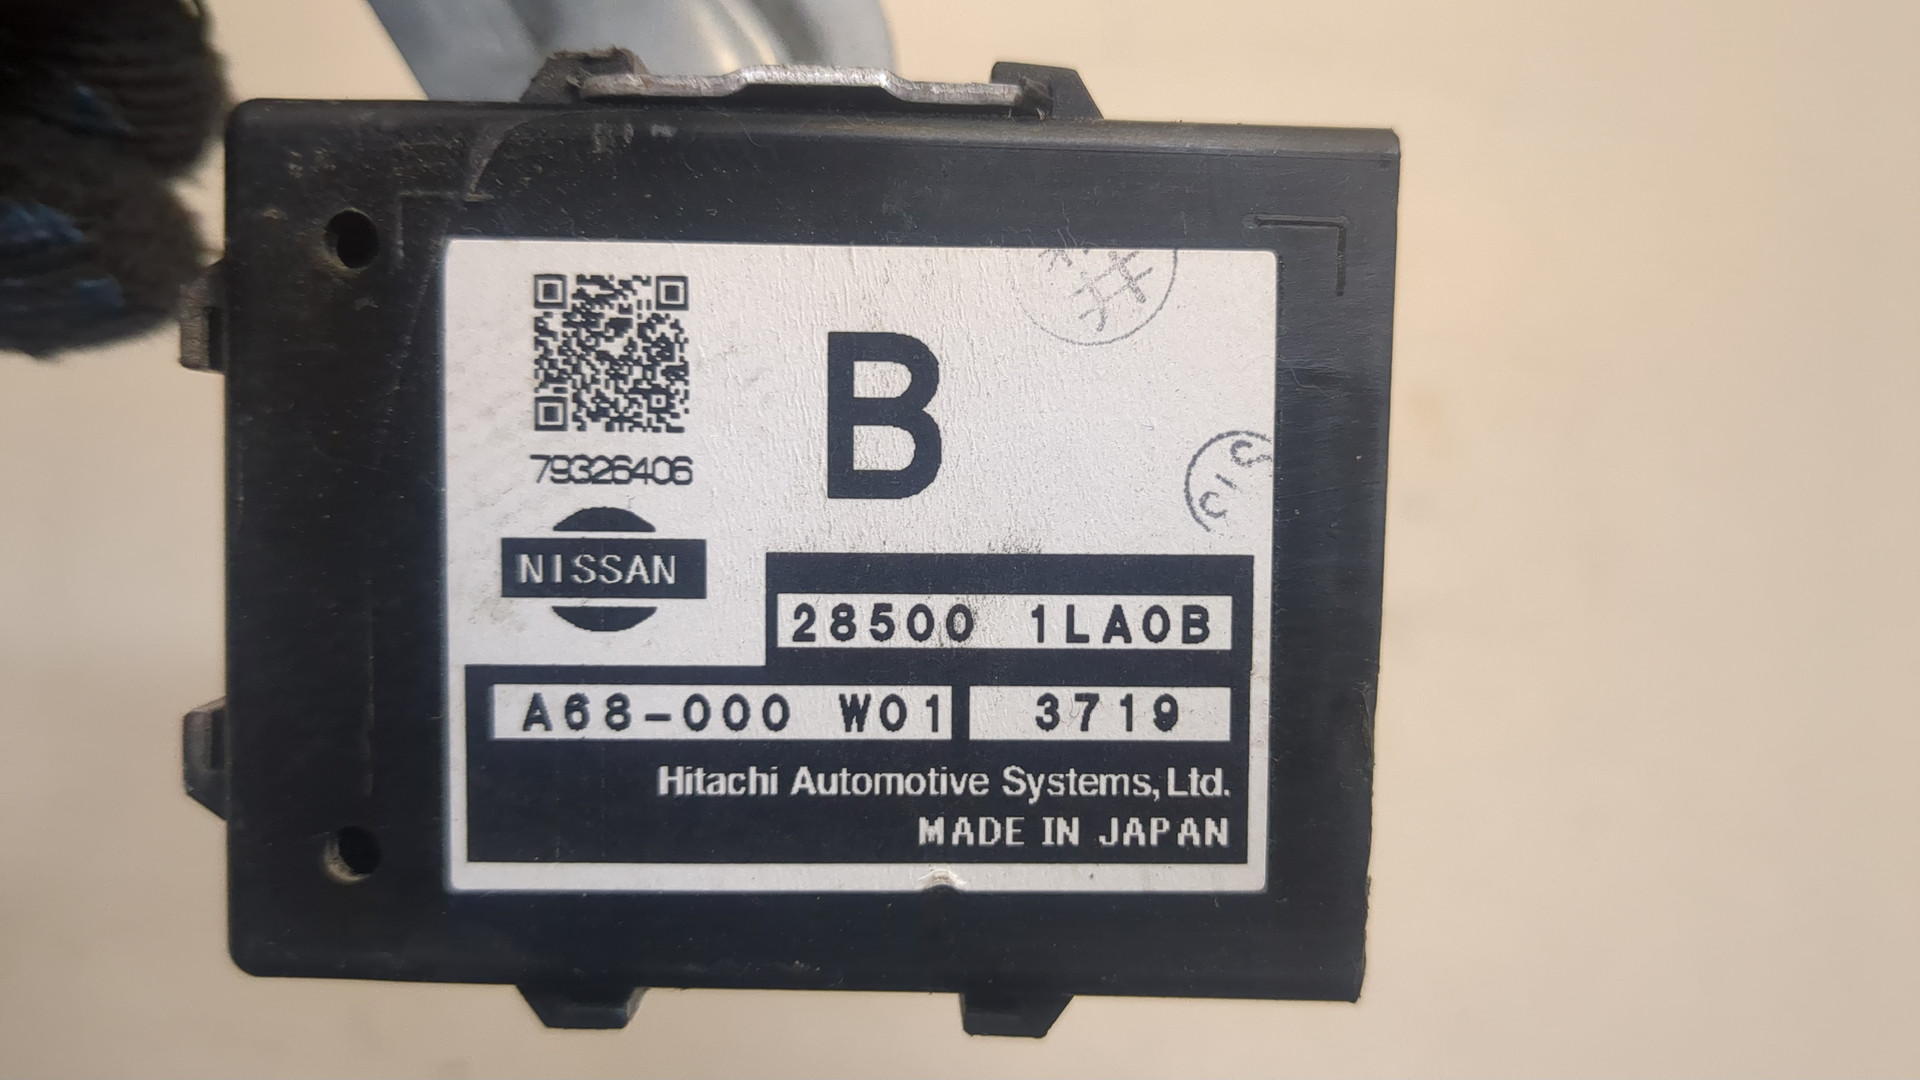 B
79326406
NISSAN
28500 1LA0B
A68-000 W01 3719
Hitachi Automotive Systems, Ltd.
MADE IN JAPAN